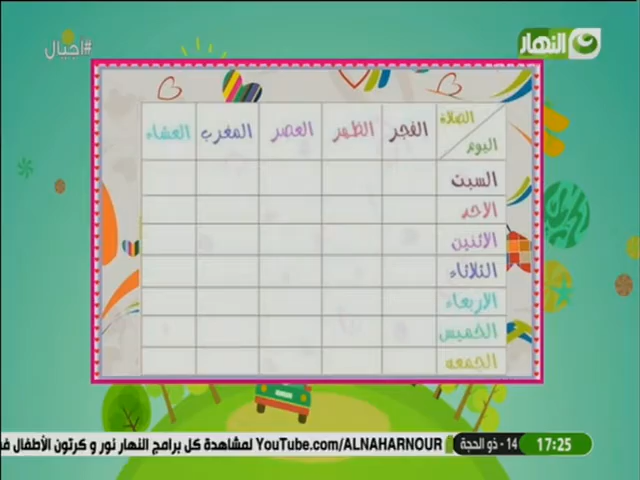 #اجيال
النهار
الصلاة
اليوم
الفجر
الظهر
العصر
المغرب
العشاء
السبت
الاحد
الاثنين
الثلاثاء
الاربعاء
الخميس
الجمعه
17:25
14 - ذو الحجة
YouTube.com/ALNAHARNOUR لمشاهدة كل برامج النهار نور و كرتون الأطفال